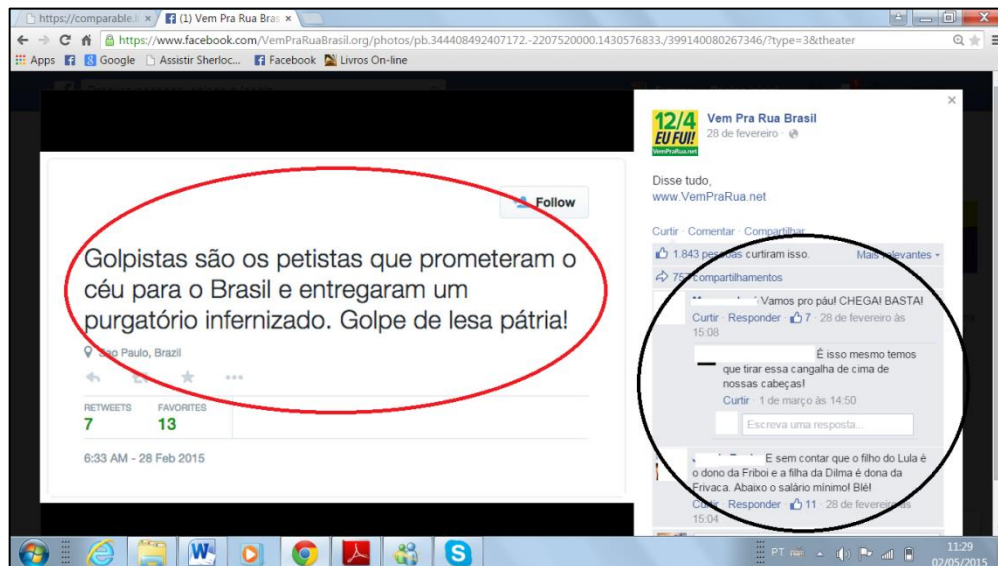 https://comparable.
(1) Vem Pra Rua Bras
https://www.facebook.com/VemPraRuaBrasil.org/photos/pb.344408492407172.-2207520000.1430576833./399140080267346/?type=3&theater
Apps Google Assistir Sherloc... Facebook Livros On-line
Follow
Golpistas são os petistas que prometeram o
céu para o Brasil e entregaram um
purgatório infernizado. Golpe de lesa pátria!
Sao Paulo, Brazil
RETWEETS FAVORITES
7 13
6:33 AM - 28 Feb 2015
12/4
EU FUI!
VemPraRua.net
Vem Pra Rua Brasil
28 de fevereiro ·
Disse tudo,
www.VemPraRua.net
Curtir · Comentar · Compartilhar
1.843 pessoas curtiram isso. Mais relevantes
compartilhamentos
Vamos pro páu! CHEGA! BASTA!
Curtir · Responder · 7 · 28 de fevereiro às
15:08
É isso mesmo temos
que tirar essa cangalha de cima de
nossas cabeças!
Curtir · 1 de março às 14:50
Escreva uma resposta...
E sem contar que o filho do Lula é
o dono da Friboi e a filha da Dilma é dona da
Frivaca. Abaixo o salário mínimo! Blé!
Curtir · Responder · 11 · 28 de fevereiro às
15:04
PT
11:29
02/05/2015